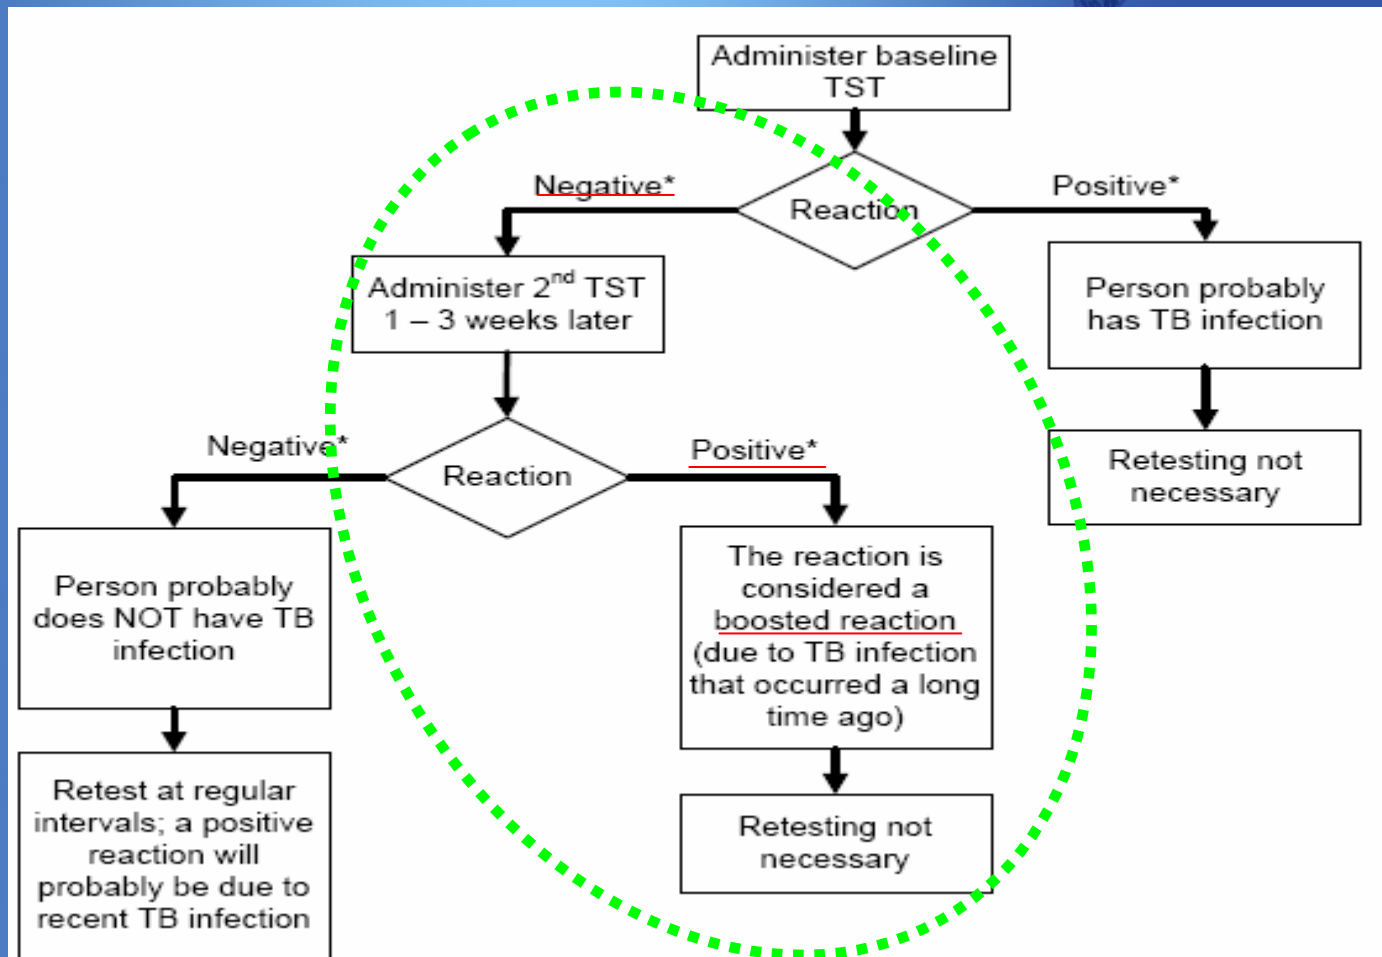 Administer baseline
TST
Reaction
Negative*
Positive*
Administer 2nd TST
1 – 3 weeks later
Person probably
has TB infection
Retesting not
necessary
Reaction
Negative*
Positive*
Person probably
does NOT have TB
infection
The reaction is
considered a
boosted reaction
(due to TB infection
that occurred a long
time ago)
Retest at regular
intervals; a positive
reaction will
probably be due to
recent TB infection
Retesting not
necessary